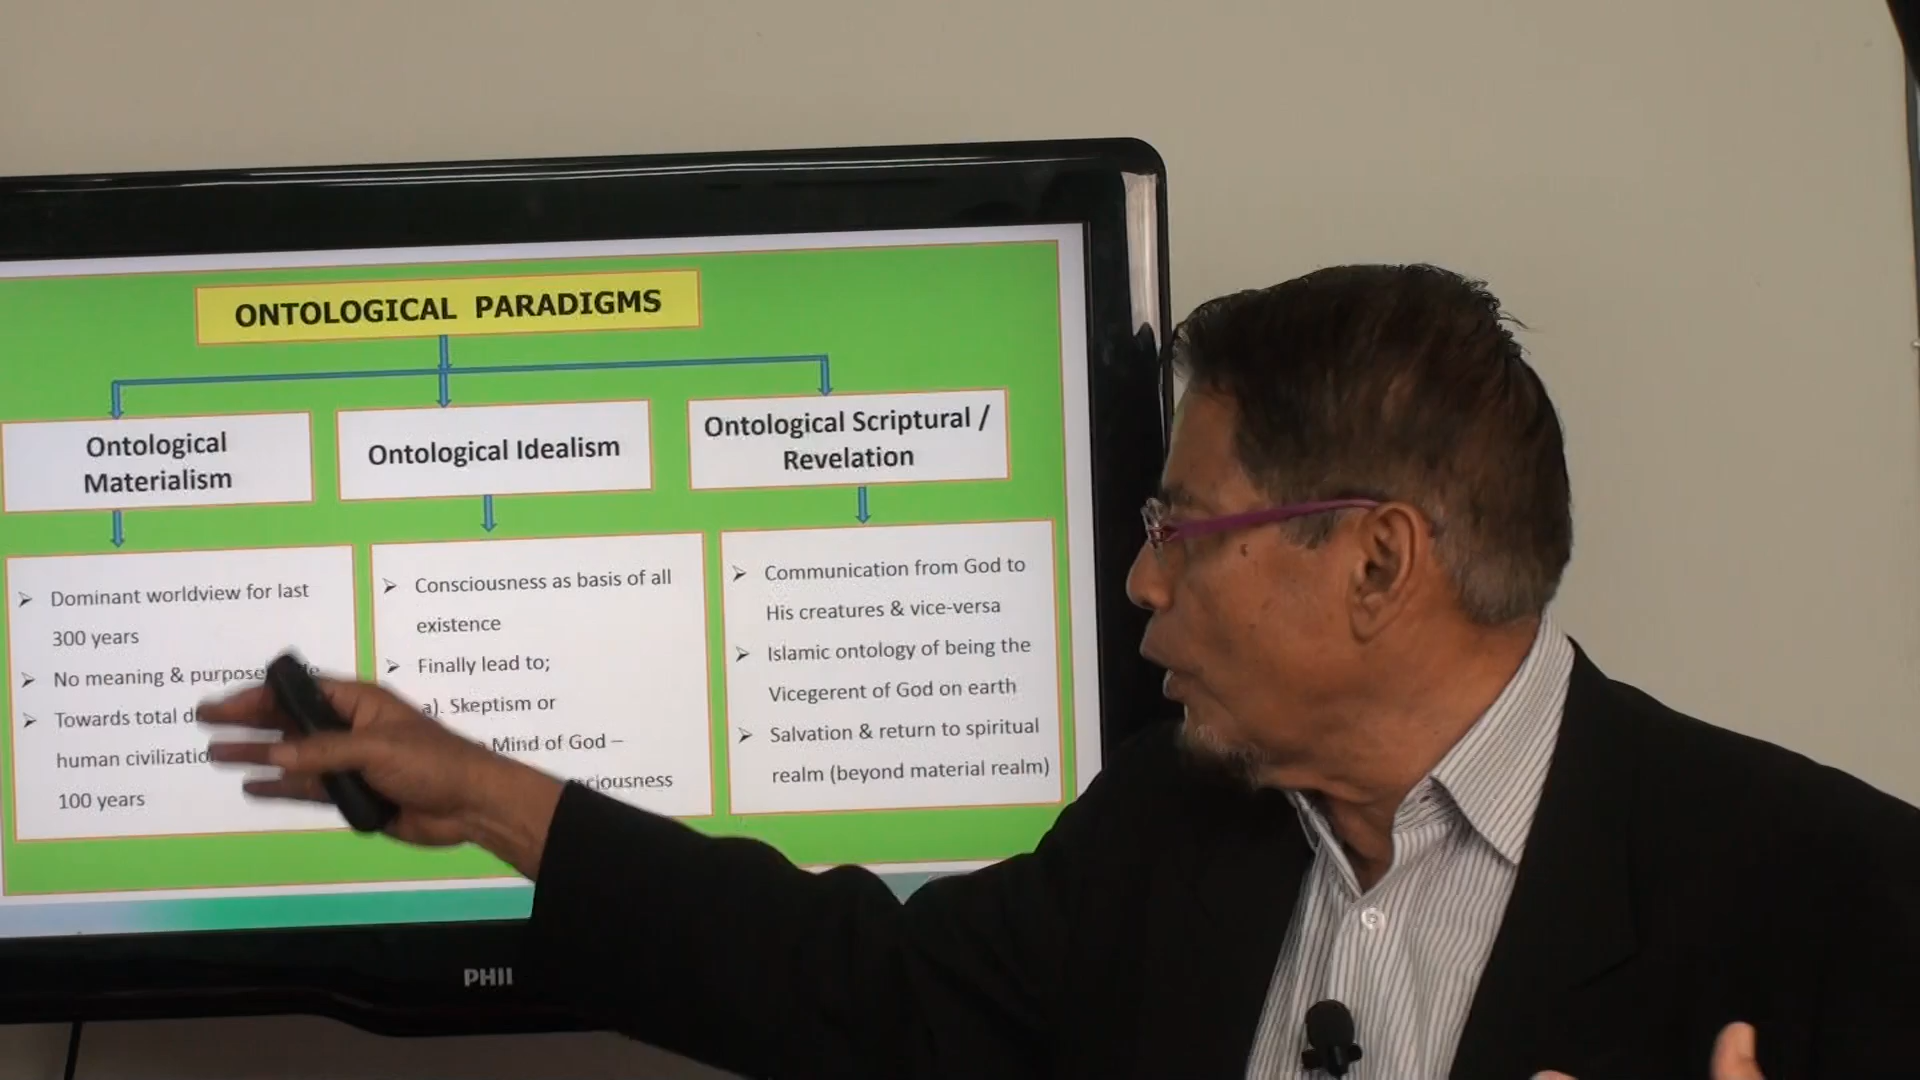 ONTOLOGICAL PARADIGMS
Ontological
Materialism
Dominant worldview for last
300 years
No meaning & purpose
Towards total
human
100 years
Ontological Idealism
Consciousness as basis of all
existence
Finally lead to;
a). Skeptism or
Mind of God –
Ontological Scriptural /
Revelation
Communication from God to
His creatures & vice-versa
Islamic ontology of being the
Vicegerent of God on earth
Salvation & return to spiritual
realm (beyond material realm)